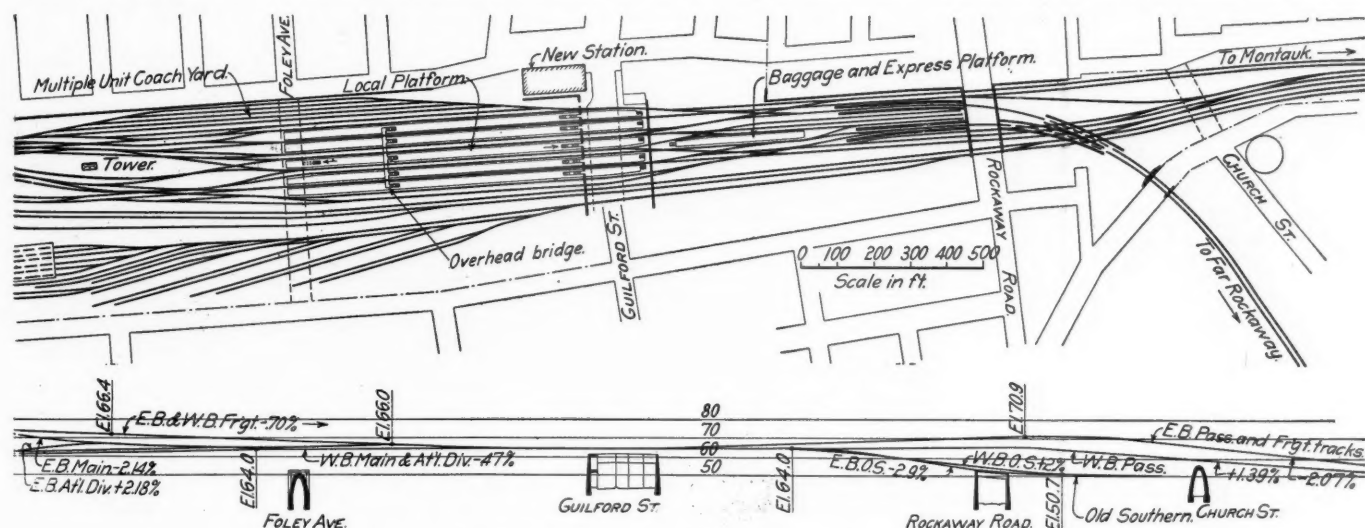 FOLEY AVE.
New Station.
Multiple Unit Coach Yard.
Local Platform
Baggage and Express Platform.
To Montauk.
Tower.
ROCKAWAY ROAD.
CHURCH ST.
Overhead bridge.
GUILFORD ST.
0 100 200 300 400 500
Scale in ft.
To Far Rockaway.
El.66.4
E.B.& W.B. Frgt.-.70%
El.66.0
80
70
60
50
El.70.9
E.B. Pass. and Frgt. tracks.
E.B. Main-2.14%
E.B. Atl. Div.+2.18%
El.64.0
W.B. Main & Atl. Div.-.47%
El.64.0
E.B.O.S.-2.9%
W.B.O.S.+2%
W.B. Pass.
+1.39%
-2.07%
FOLEY AVE.
GUILFORD ST.
ROCKAWAY ROAD.
El.50.7
Old Southern.
CHURCH ST.